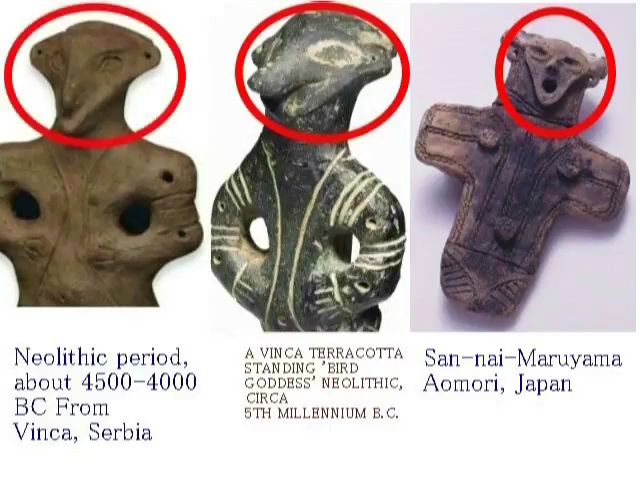 Neolithic period,
about 4500-4000
BC From
Vinca, Serbia
A VINCA TERRACOTTA
STANDING 'BIRD
GODDESS' NEOLITHIC,
CIRCA
5TH MILLENNIUM B.C.
San-nai-Maruyama
Aomori, Japan